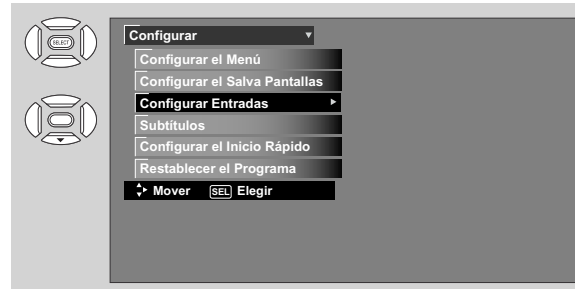 SELECT
Configurar
Configurar el Menú
Configurar el Salva Pantallas
Configurar Entradas
Subtítulos
Configurar el Inicio Rápido
Restablecer el Programa
Mover SEL Elegir